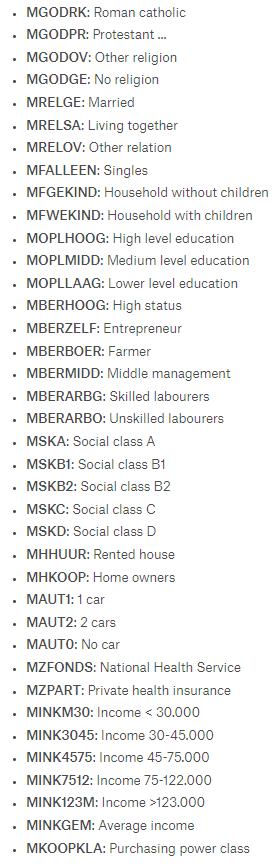 • MGODRK: Roman catholic
• MGODPR: Protestant ...
• MGODOV: Other religion
• MGODGE: No religion
• MRELGE: Married
• MRELSA: Living together
• MRELOV: Other relation
• MFALLEEN: Singles
• MFGEKIND: Household without children
• MFWEKIND: Household with children
• MOPLHOOG: High level education
• MOPLMIDD: Medium level education
• MOPLLAAG: Lower level education
• MBERHOOG: High status
• MBERZELF: Entrepreneur
• MBERBOER: Farmer
• MBERMIDD: Middle management
• MBERARBG: Skilled labourers
• MBERARBO: Unskilled labourers
• MSKA: Social class A
• MSKB1: Social class B1
• MSKB2: Social class B2
• MSKC: Social class C
• MSKD: Social class D
• MHHUUR: Rented house
• MHKOOP: Home owners
• MAUT1: 1 car
• MAUT2: 2 cars
• MAUT0: No car
• MZFONDS: National Health Service
• MZPART: Private health insurance
• MINKM30: Income < 30.000
• MINK3045: Income 30-45.000
• MINK4575: Income 45-75.000
• MINK7512: Income 75-122.000
• MINK123M: Income >123.000
• MINKGEM: Average income
• MKOOPKLA: Purchasing power class